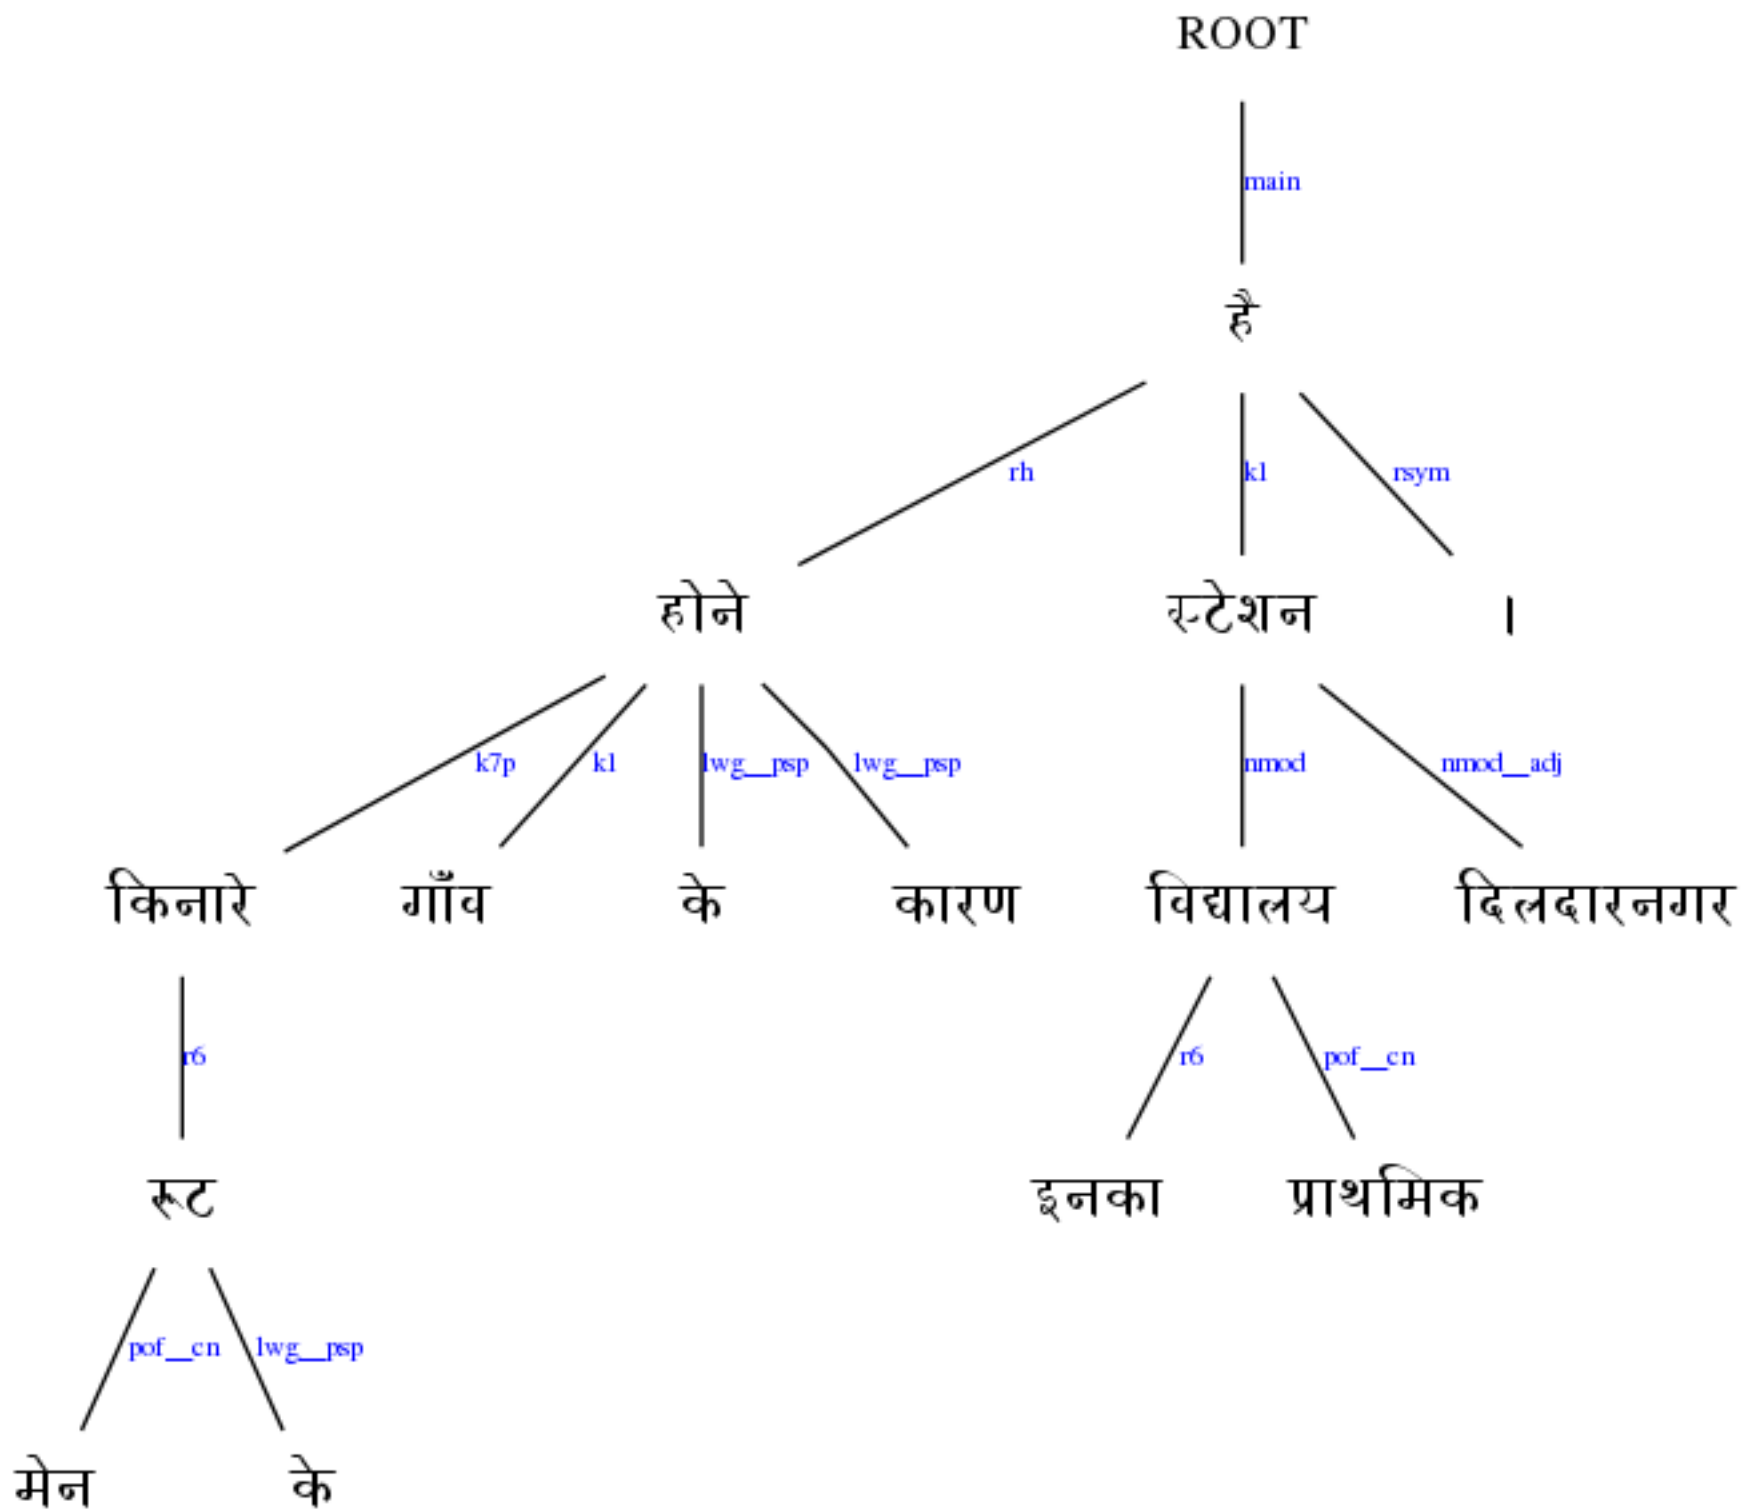 ROOT
main
है
rh k1 rsym
होने स्टेशन ।
k7p k1 lwg__psp lwg__psp nmod nmod__adj
किनारे गाँव के कारण विद्यालय दिलदारनगर
r6 r6 pof__cn
रूट इनका प्राथमिक
pof__cn lwg__psp
मेन के